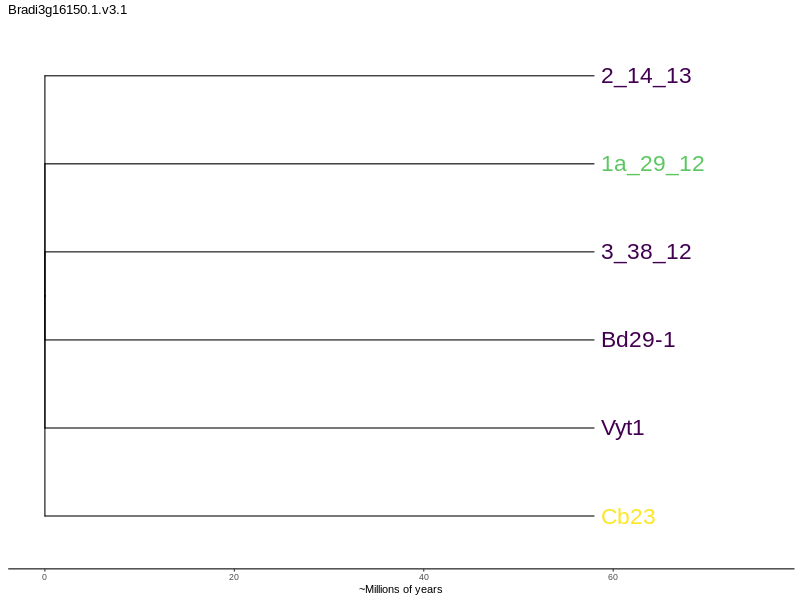 Bradi3g16150.1.v3.1
2_14_13
1a_29_12
3_38_12
Bd29-1
Vyt1
Cb23
0 20 40 60
~Millions of years